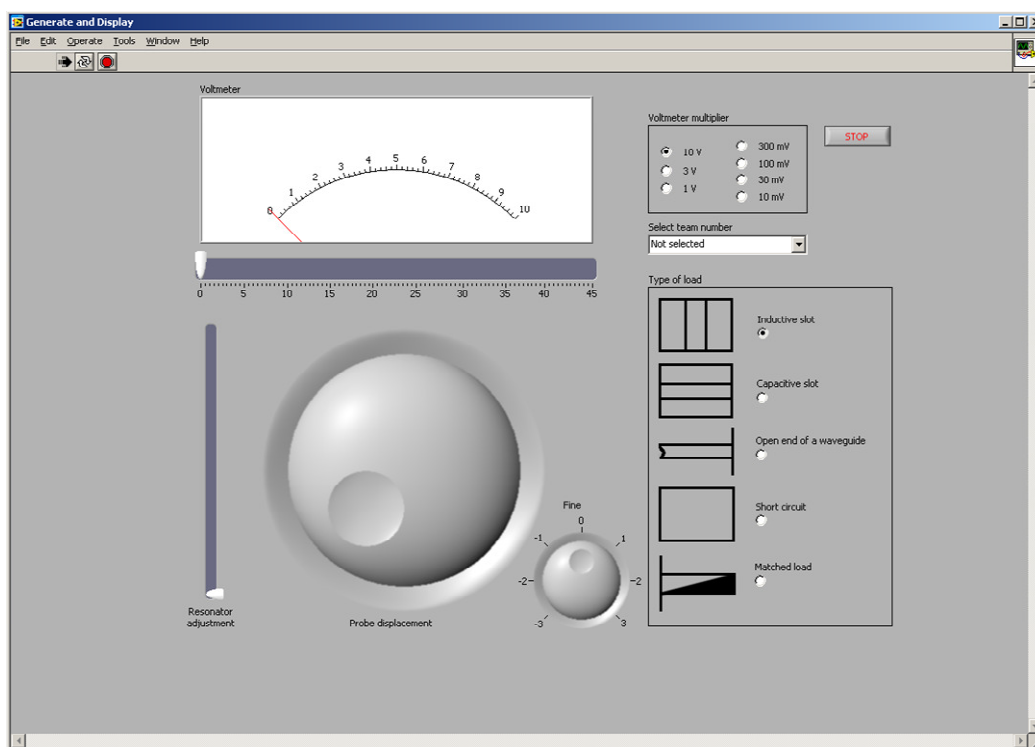 Generate and Display
File Edit Operate Tools Window Help
Voltmeter
0 1 2 3 4 5 6 7 8 9 10
0 5 10 15 20 25 30 35 40 45
Voltmeter multiplier
10 V 300 mV
3 V 100 mV
1 V 30 mV
10 mV
STOP
Select team number
Not selected
Type of load
Inductive slot
Capacitive slot
Open end of a waveguide
Short circuit
Matched load
Resonator
adjustment
Probe displacement
Fine
0
-1 1
-2 2
-3 3